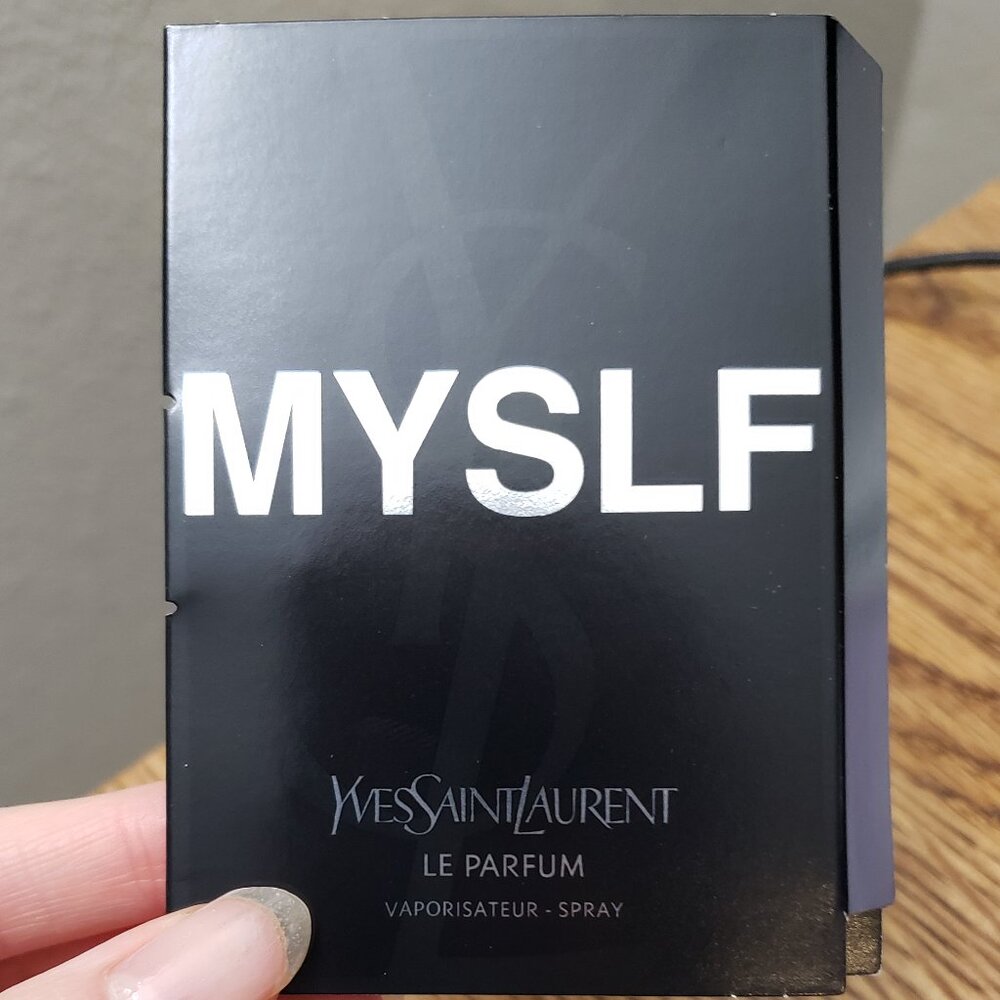 MYSLF
YVESSAINTLAURENT
LE PARFUM
VAPORISATEUR - SPRAY